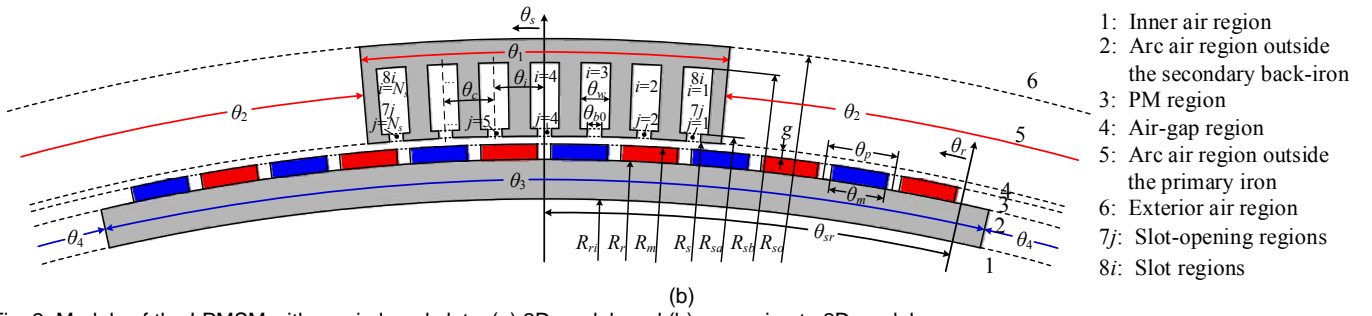 θs
θ1
8i
i=Ns
θc
θi
i=4
i=3
θw
i=2
8i
i=1
7j
j=Ns
j=5
j=4
θb0
j=2
7j
j=1
θ2
θ2
6
5
g
θp
θr
θm
θ3
4
3
2
1
θ4
θ4
Rri
Rr
Rm
Rs
Rsa
Rsb
Rso
θsr
1: Inner air region
2: Arc air region outside
the secondary back-iron
3: PM region
4: Air-gap region
5: Arc air region outside
the primary iron
6: Exterior air region
7j: Slot-opening regions
8i: Slot regions
(b)